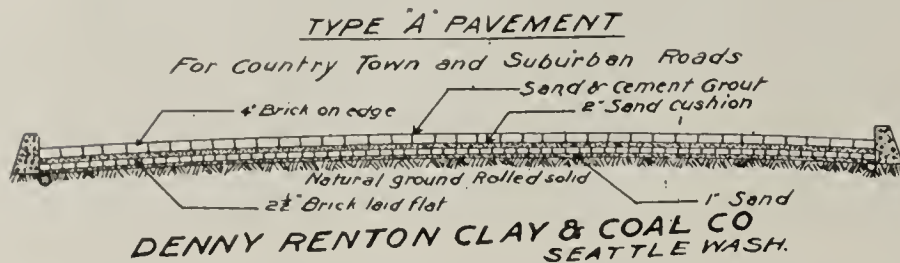 TYPE "A" PAVEMENT
For Country Town and Suburban Roads
Sand & Cement Grout
4" Brick on edge
2" Sand cushion
Natural ground Rolled solid
2½" Brick laid flat
1" Sand
DENNY RENTON CLAY & COAL CO
SEATTLE WASH.